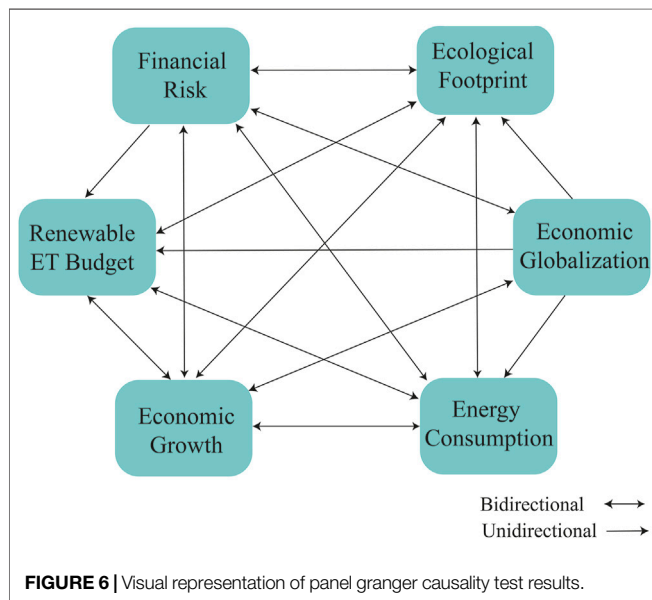 Financial
Risk
Ecological
Footprint
Renewable
ET Budget
Economic
Globalization
Economic
Growth
Energy
Consumption
Bidirectional
Unidirectional
FIGURE 6 | Visual representation of panel granger causality test results.